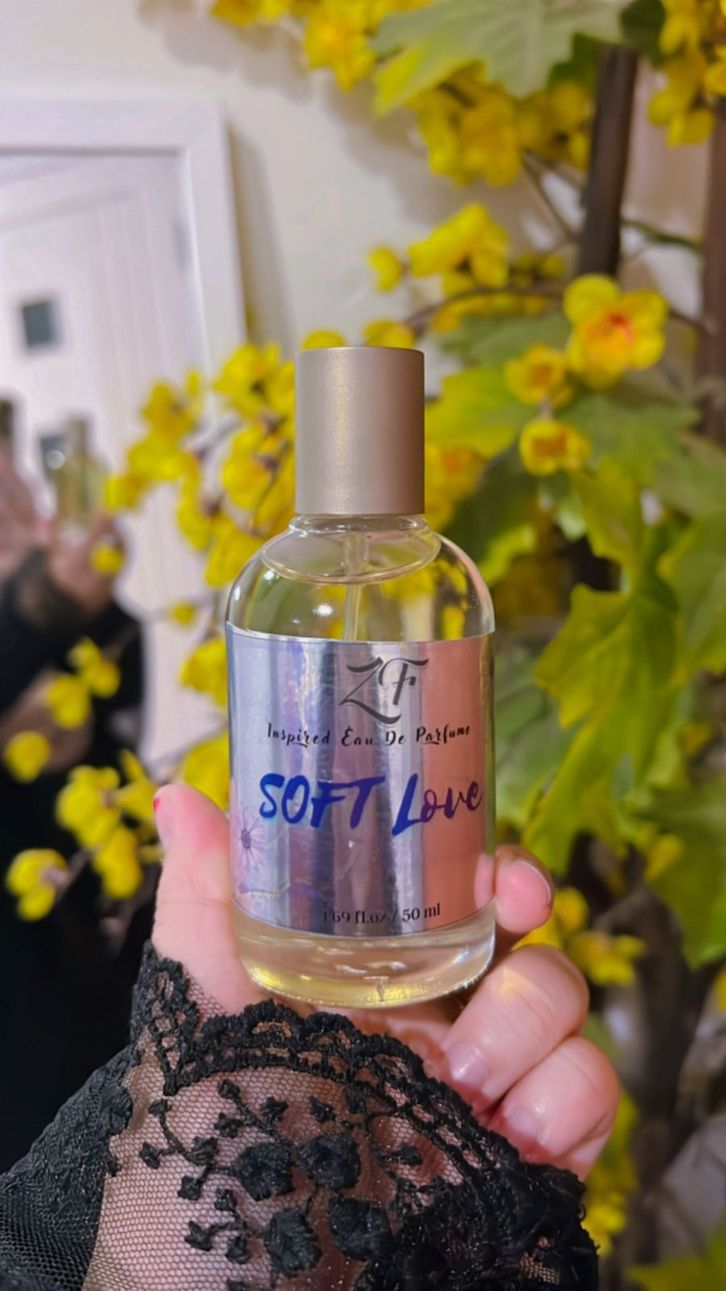 ZF
Inspired Eau De Parfume
SOFT Love
1.69 fl.oz / 50 ml